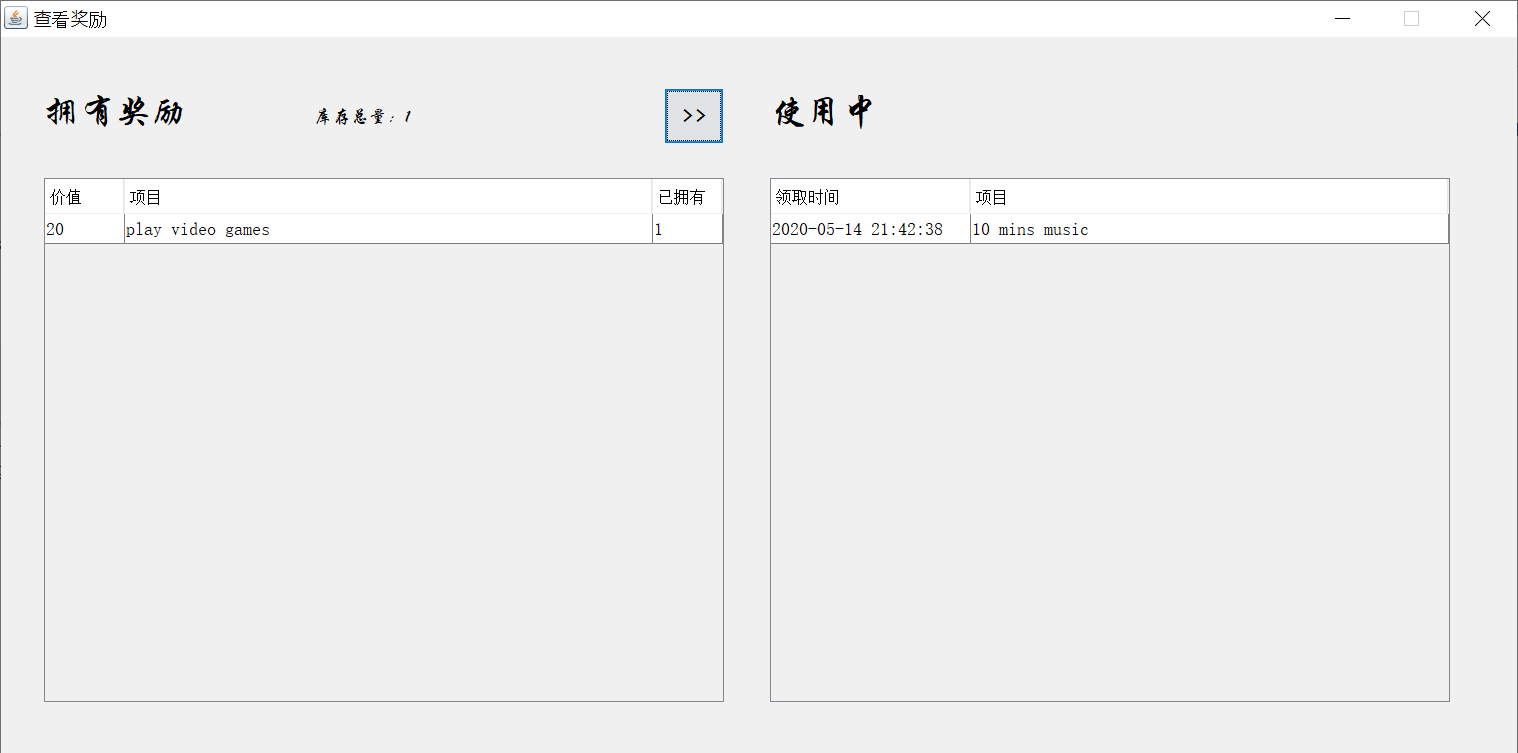 查看奖励
拥有奖励 库存总量：1 >> 使用中
价值 项目 已拥有 领取时间 项目
20 play video games 1 2020-05-14 21:42:38 10 mins music